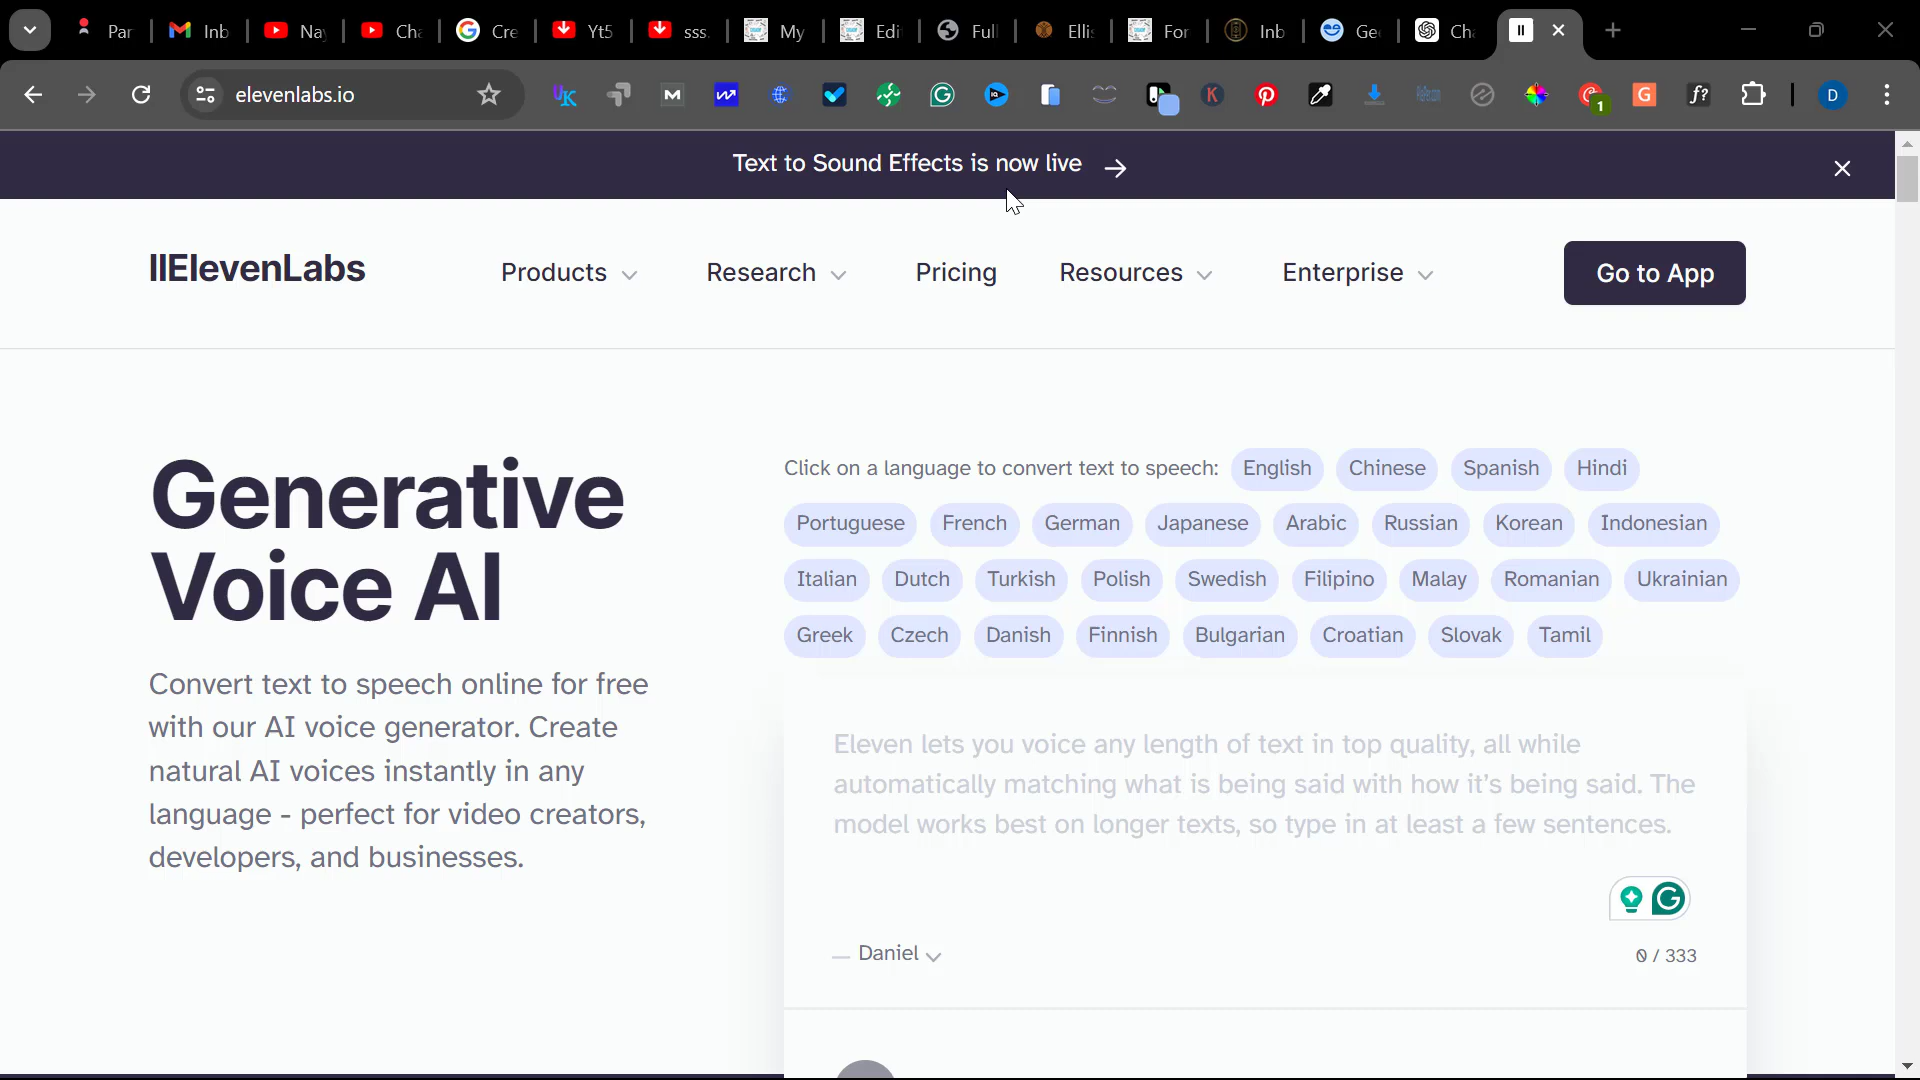 Par
Inb
Na
Cha
Cre
Yt5
sss.
My
Edi
Full
Elli
For
Inb
Ge
Cha
elevenlabs.io
1
D
Text to Sound Effects is now live →
IIElevenLabs
Products
Research
Pricing
Resources
Enterprise
Go to App
Generative
Voice AI
Convert text to speech online for free
with our AI voice generator. Create
natural AI voices instantly in any
language - perfect for video creators,
developers, and businesses.
Click on a language to convert text to speech: English Chinese Spanish Hindi
Portuguese French German Japanese Arabic Russian Korean Indonesian
Italian Dutch Turkish Polish Swedish Filipino Malay Romanian Ukrainian
Greek Czech Danish Finnish Bulgarian Croatian Slovak Tamil
Eleven lets you voice any length of text in top quality, all while
automatically matching what is being said with how it’s being said. The
model works best on longer texts, so type in at least a few sentences.
Daniel
0 / 333